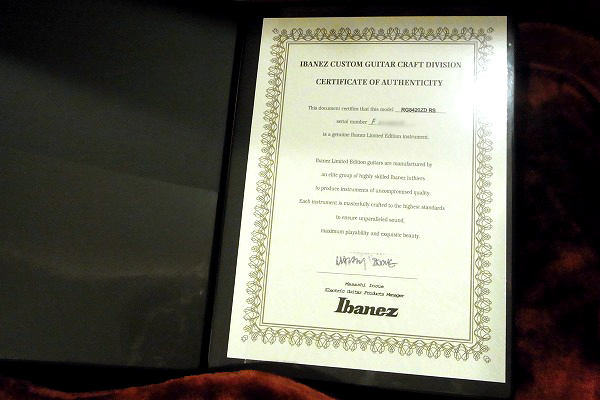 IBANEZ CUSTOM GUITAR CRAFT DIVISION
CERTIFICATE OF AUTHENTICITY
This document certifies that this model RG8420ZD RS
serial number F
is a genuine Ibanez Limited Edition instrument.
Ibanez Limited Edition guitars are manufactured by
an elite group of highly skilled Ibanez luthiers
to produce instruments of uncompromised quality.
Each instrument is masterfully crafted to the highest standards
to ensure unparalleled sound,
maximum playability and exquisite beauty.
Masashi Inoue
Electric Guitar Products Manager
Ibanez